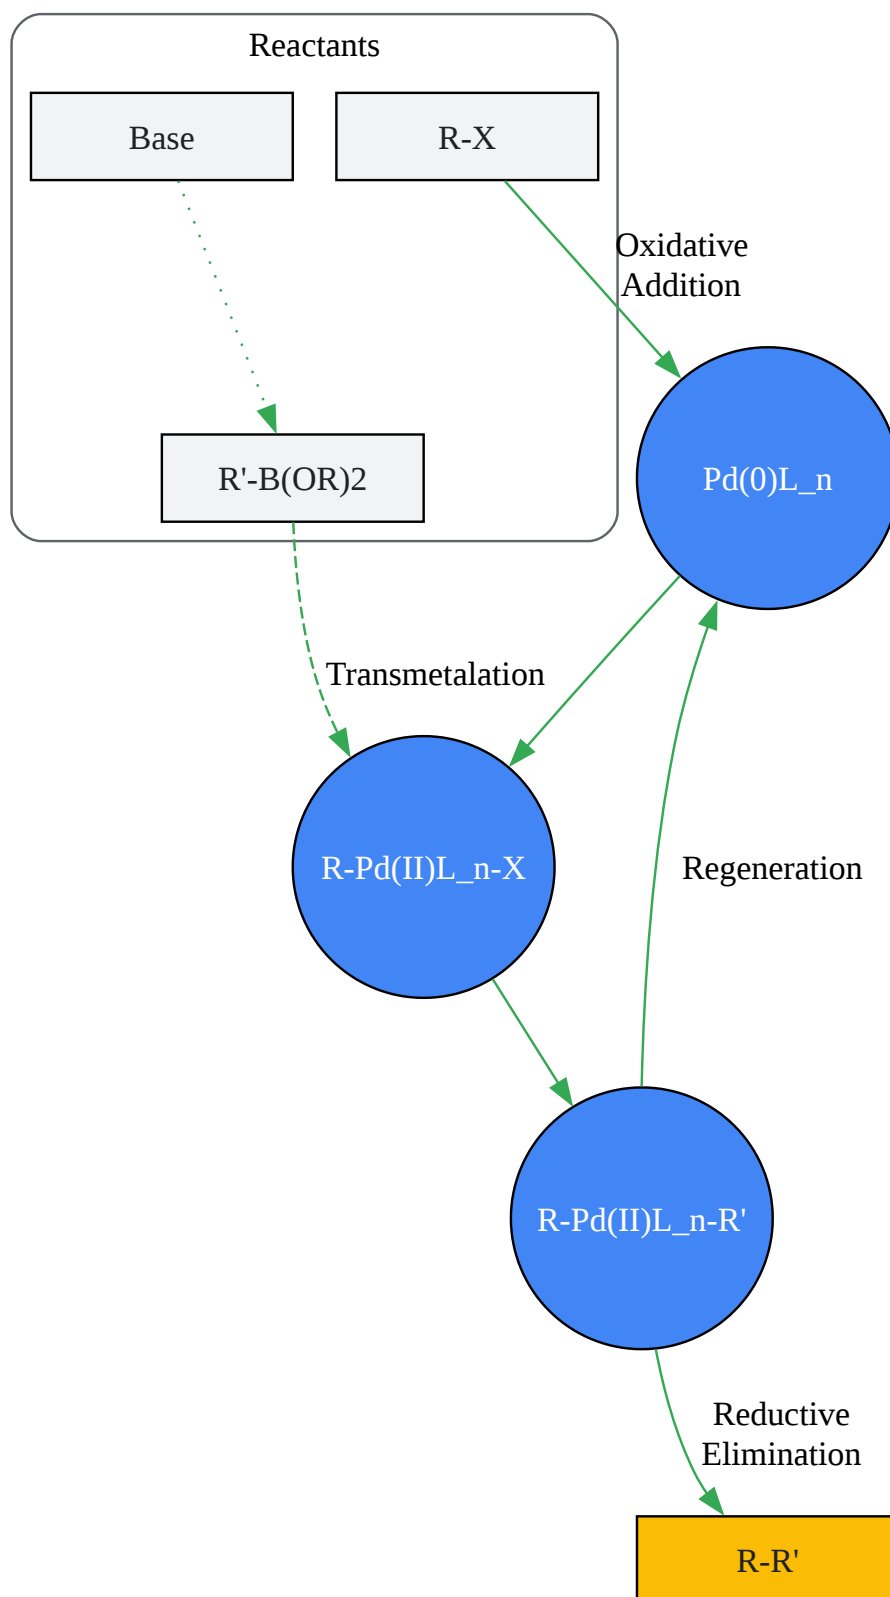 Reactants
Base
R-X
Oxidative
Addition
R'-B(OR)2
Pd(0)L_n
Transmetalation
R-Pd(II)L_n-X
Regeneration
R-Pd(II)L_n-R'
Reductive
Elimination
R-R'